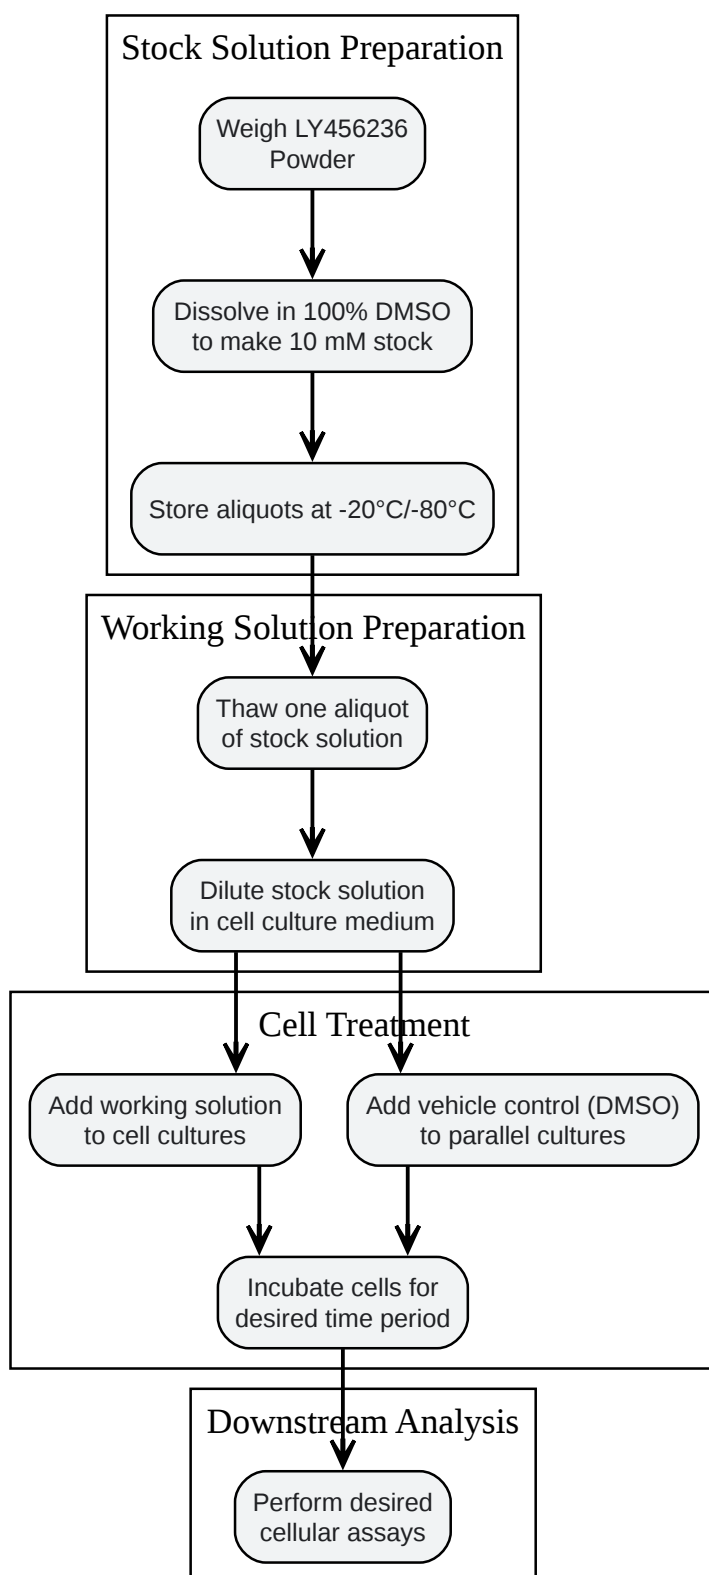 Stock Solution Preparation
Weigh LY456236
Powder
Dissolve in 100% DMSO
to make 10 mM stock
Store aliquots at -20°C/-80°C
Working Solution Preparation
Thaw one aliquot
of stock solution
Dilute stock solution
in cell culture medium
Cell Treatment
Add working solution
to cell cultures
Add vehicle control (DMSO)
to parallel cultures
Incubate cells for
desired time period
Downstream Analysis
Perform desired
cellular assays